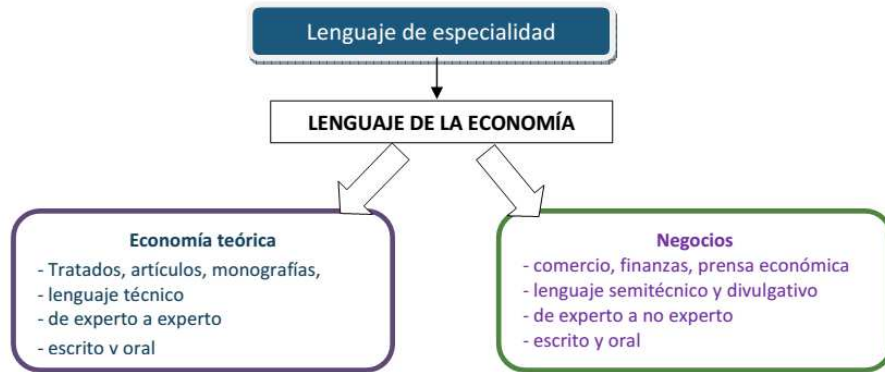 Lenguaje de especialidad
LENGUAJE DE LA ECONOMÍA
Economía teórica
- Tratados, artículos, monografías,
- lenguaje técnico
- de experto a experto
- escrito y oral
Negocios
- comercio, finanzas, prensa económica
- lenguaje semitécnico y divulgativo
- de experto a no experto
- escrito y oral